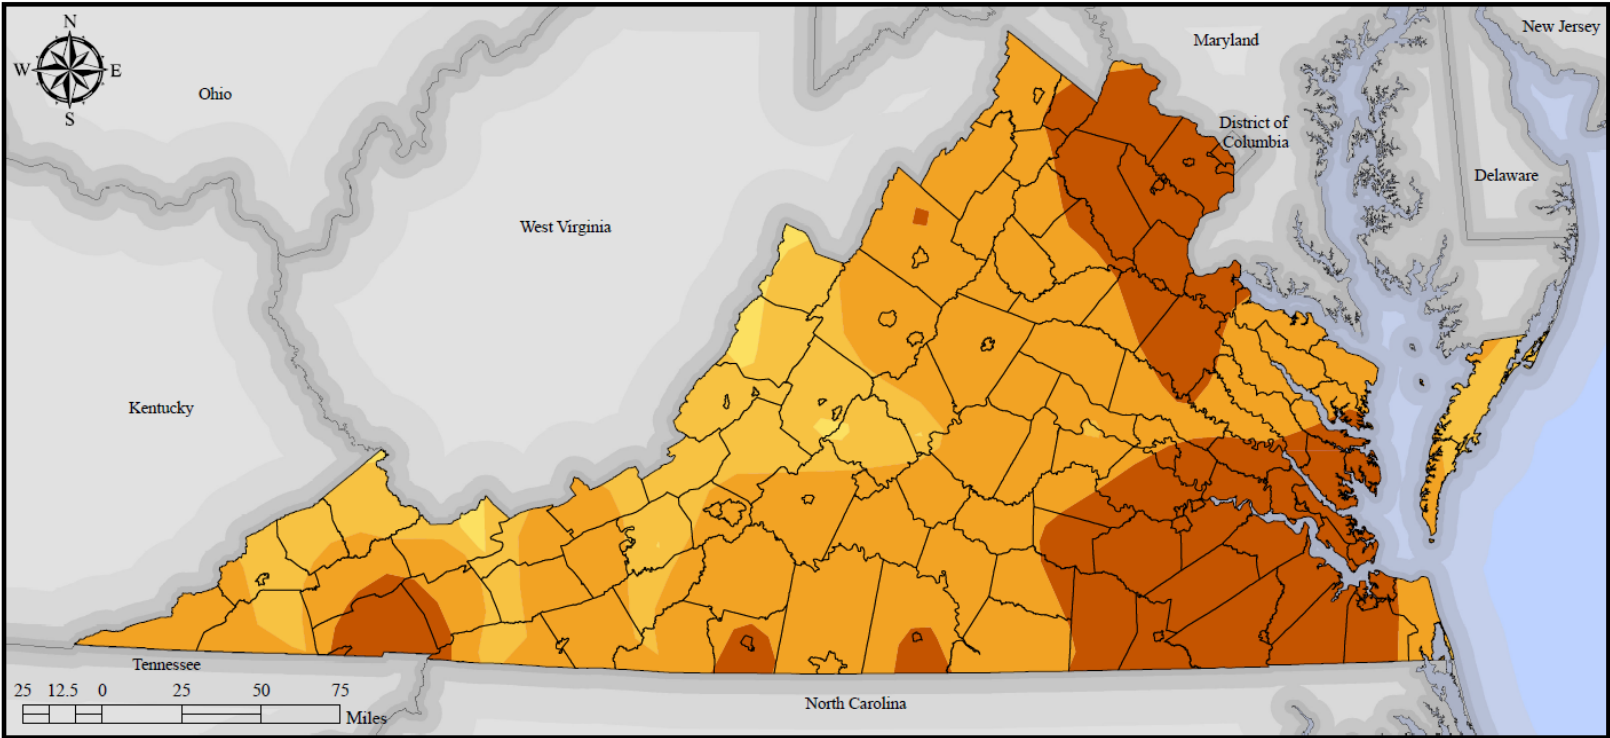 N
W E
S
Ohio
Maryland
New Jersey
District of
Columbia
Delaware
West Virginia
Kentucky
Tennessee
North Carolina
25 12.5 0 25 50 75
Miles